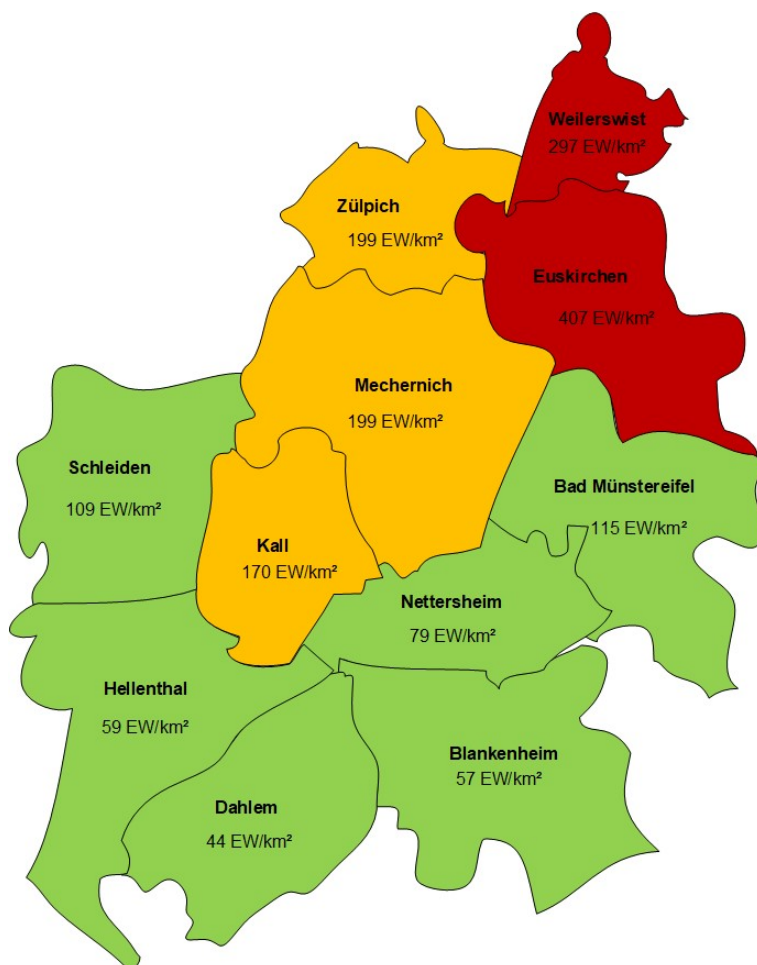 Weilerswist
297 EW/km²
Zülpich
199 EW/km²
Euskirchen
407 EW/km²
Mechernich
199 EW/km²
Schleiden
109 EW/km²
Bad Münstereifel
115 EW/km²
Kall
170 EW/km²
Nettersheim
79 EW/km²
Hellenthal
59 EW/km²
Blankenheim
57 EW/km²
Dahlem
44 EW/km²